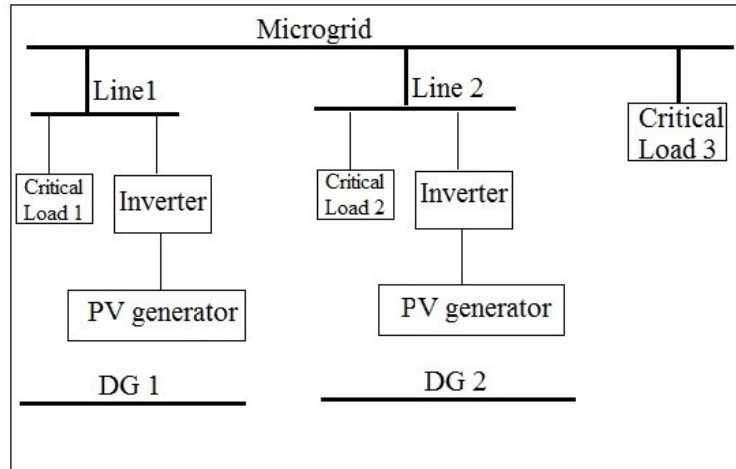 Microgrid
Line1
Line 2
Critical
Load 3
Critical
Load 1
Inverter
Critical
Load 2
Inverter
PV generator
PV generator
DG 1
DG 2